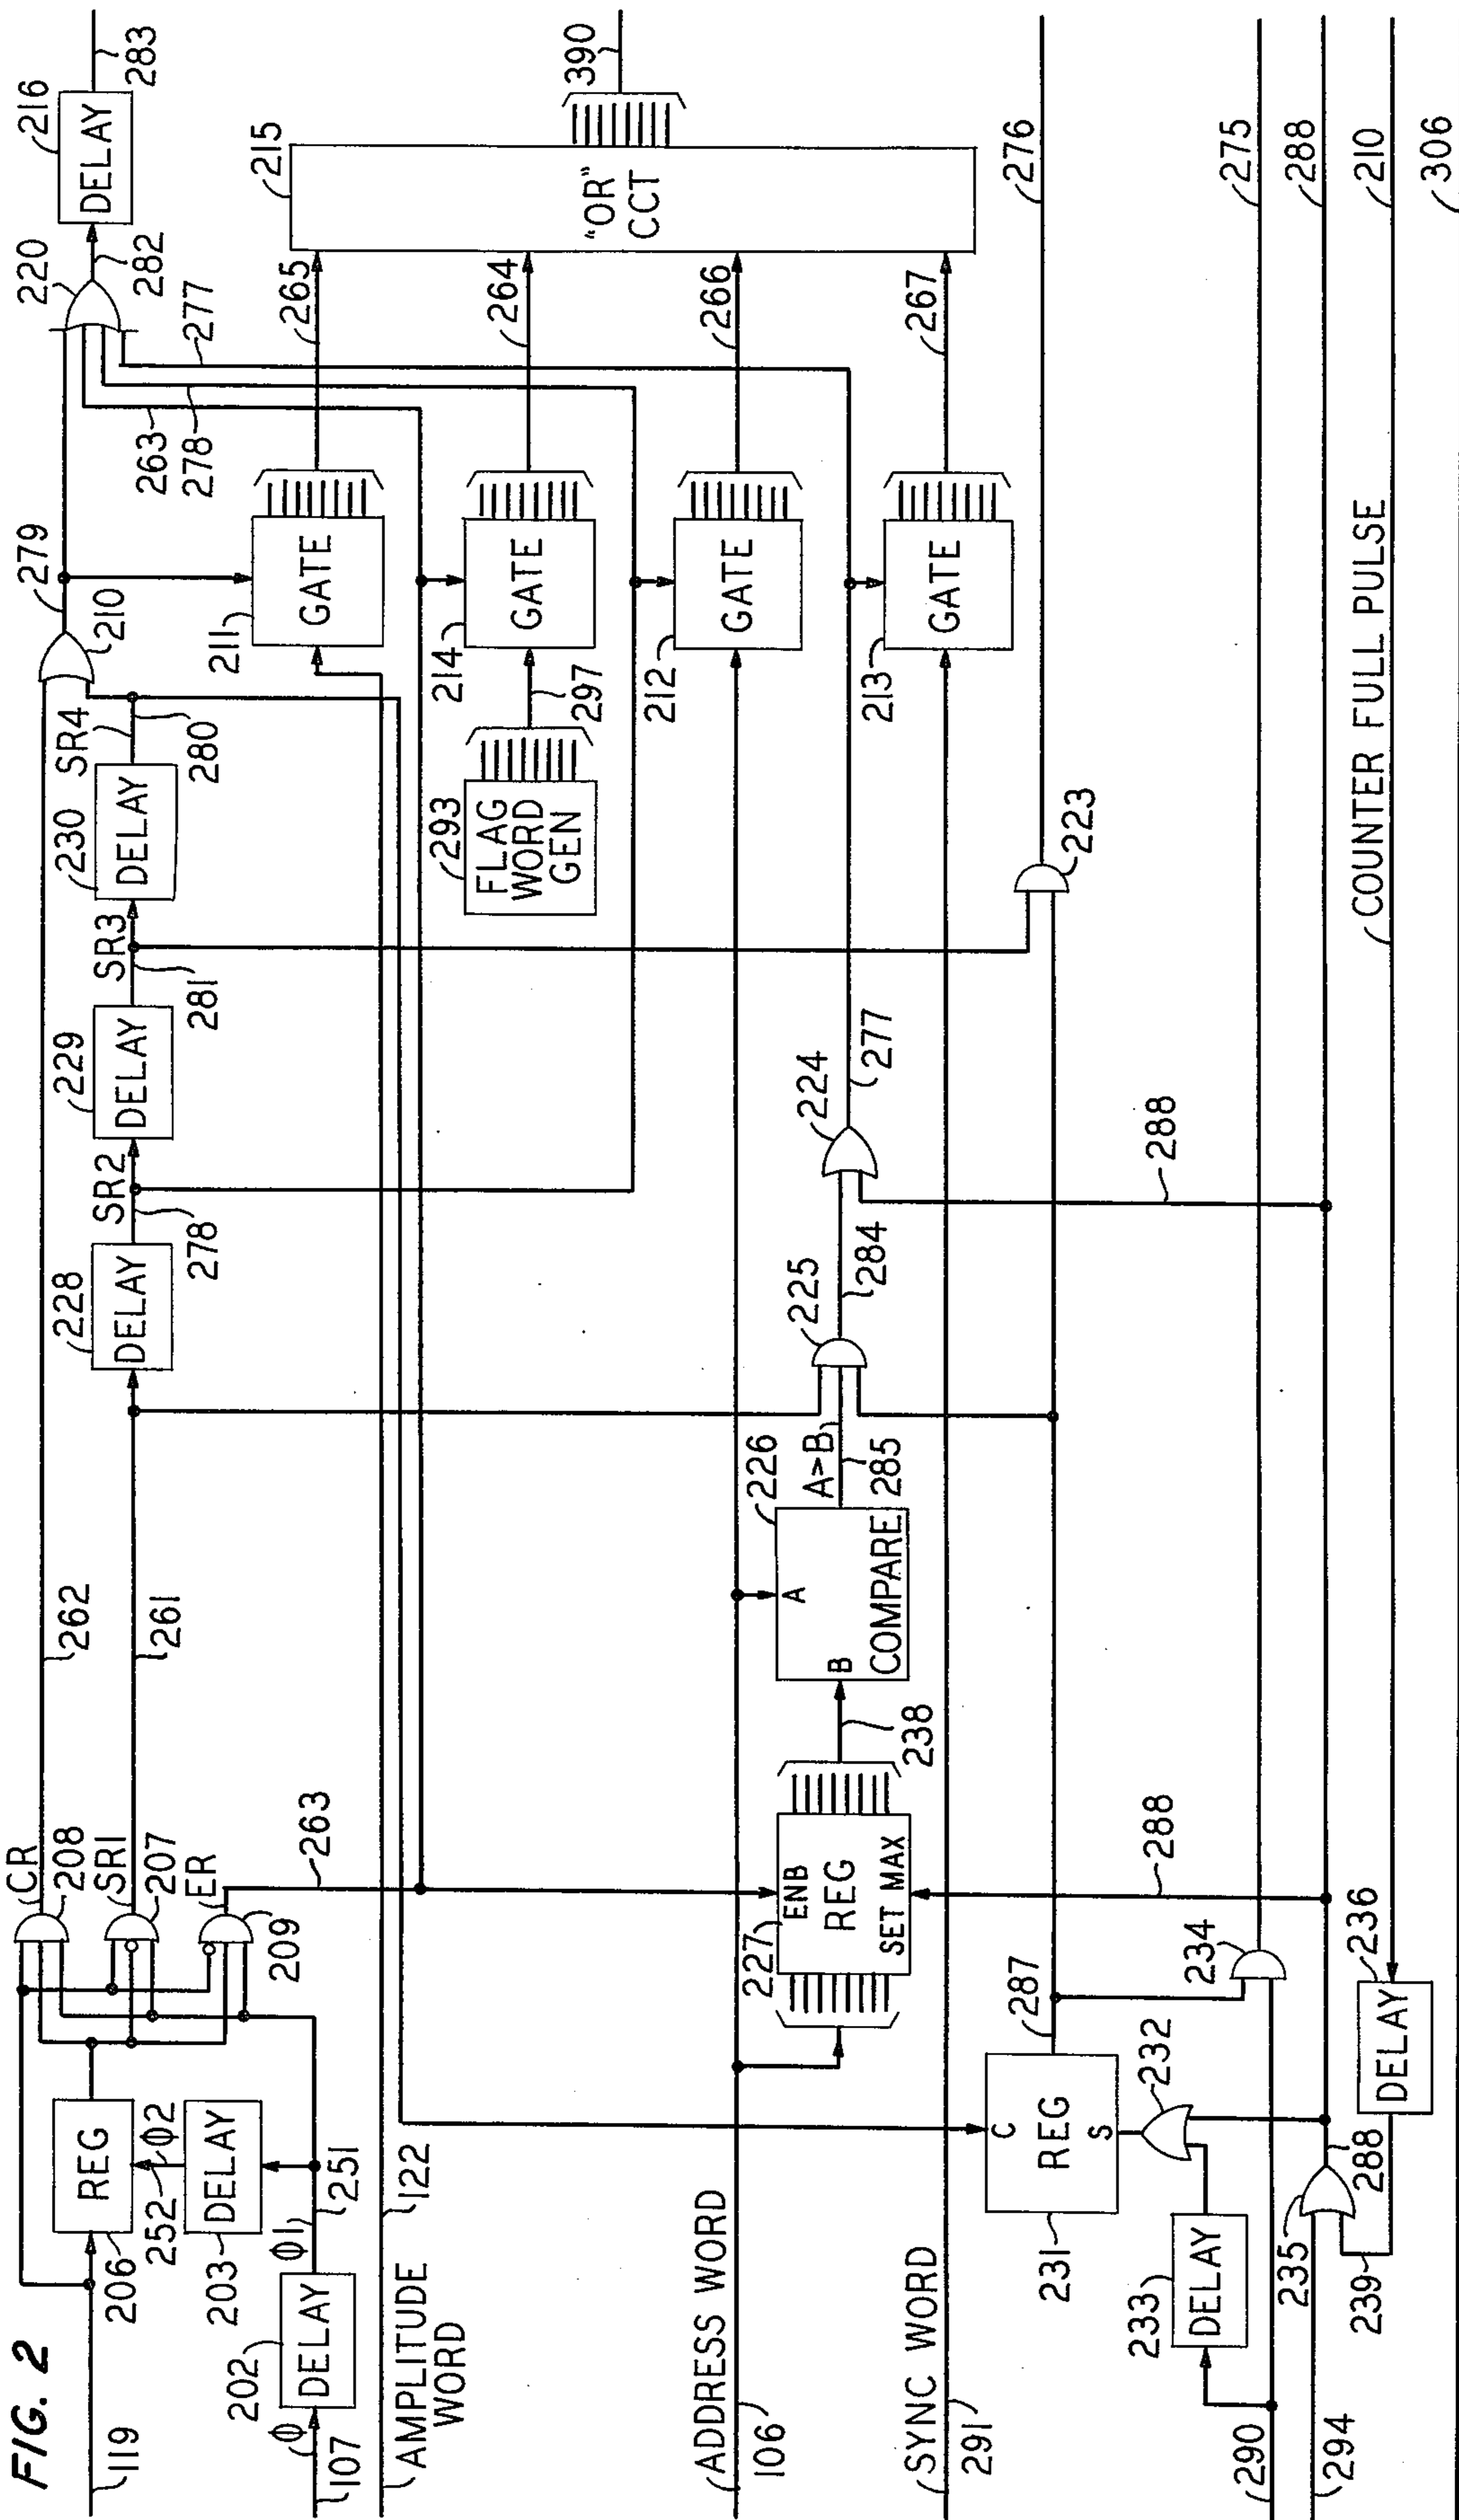 FIG. 2
119
206
REG
252
Φ2
203
DELAY
Φ1
251
202
DELAY
Φ
107
CR
208
SR1
207
ER
209
262
261
263
228
DELAY
SR2
278
229
DELAY
SR3
281
230
DELAY
SR4
280
279
210
220
282
216
DELAY
283
263
278
278
277
211
GATE
265
214
GATE
264
212
GATE
266
213
GATE
267
215
"OR"
CCT
390
293
FLAG
WORD
GEN
297
AMPLITUDE
WORD
122
ADDRESS WORD
106
SYNC WORD
291
227
ENB
REG
SET MAX
238
226
A
B
COMPARE
A>B
285
225
284
224
277
288
223
276
288
231
C
REG
S
287
232
234
233
DELAY
235
288
239
236
DELAY
290
294
COUNTER FULL PULSE
275
288
210
306